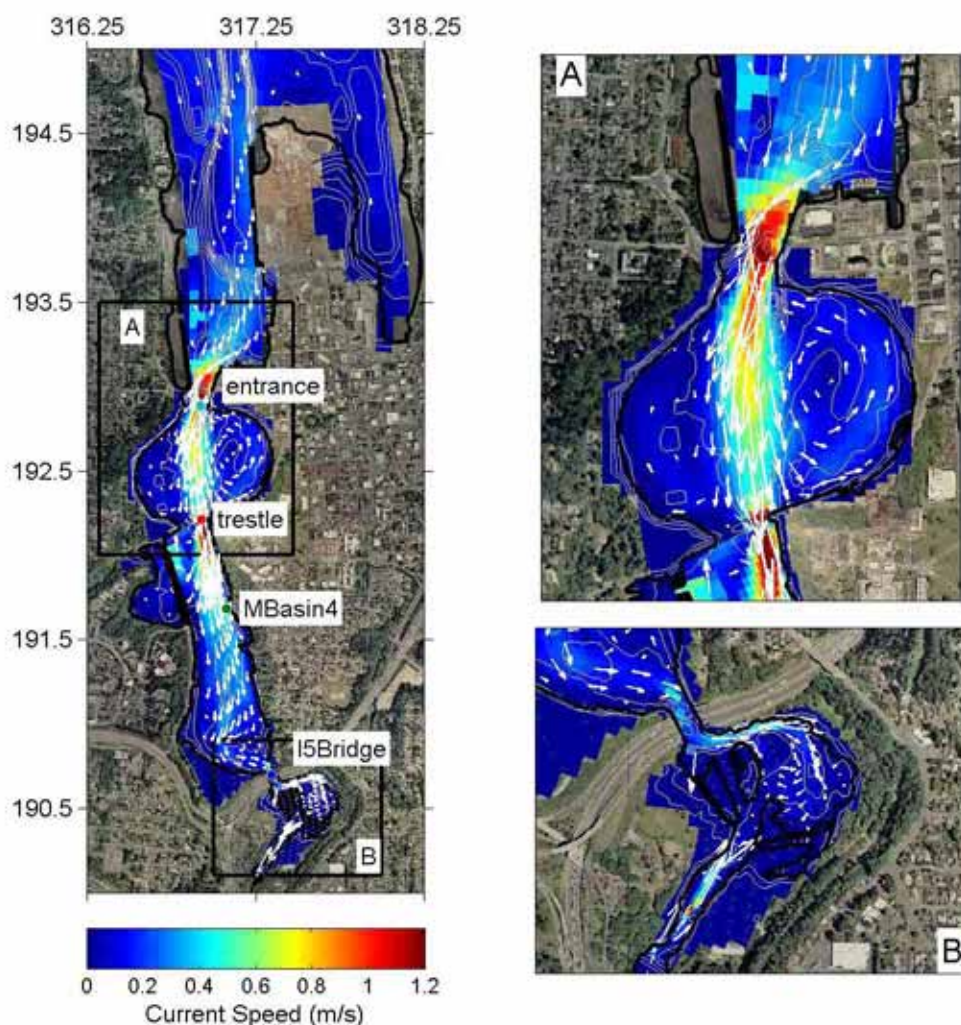 316.25 317.25 318.25
194.5
193.5
192.5
191.5
190.5
A
entrance
trestle
MBasin4
I5Bridge
B
0 0.2 0.4 0.6 0.8 1 1.2
Current Speed (m/s)
A
B